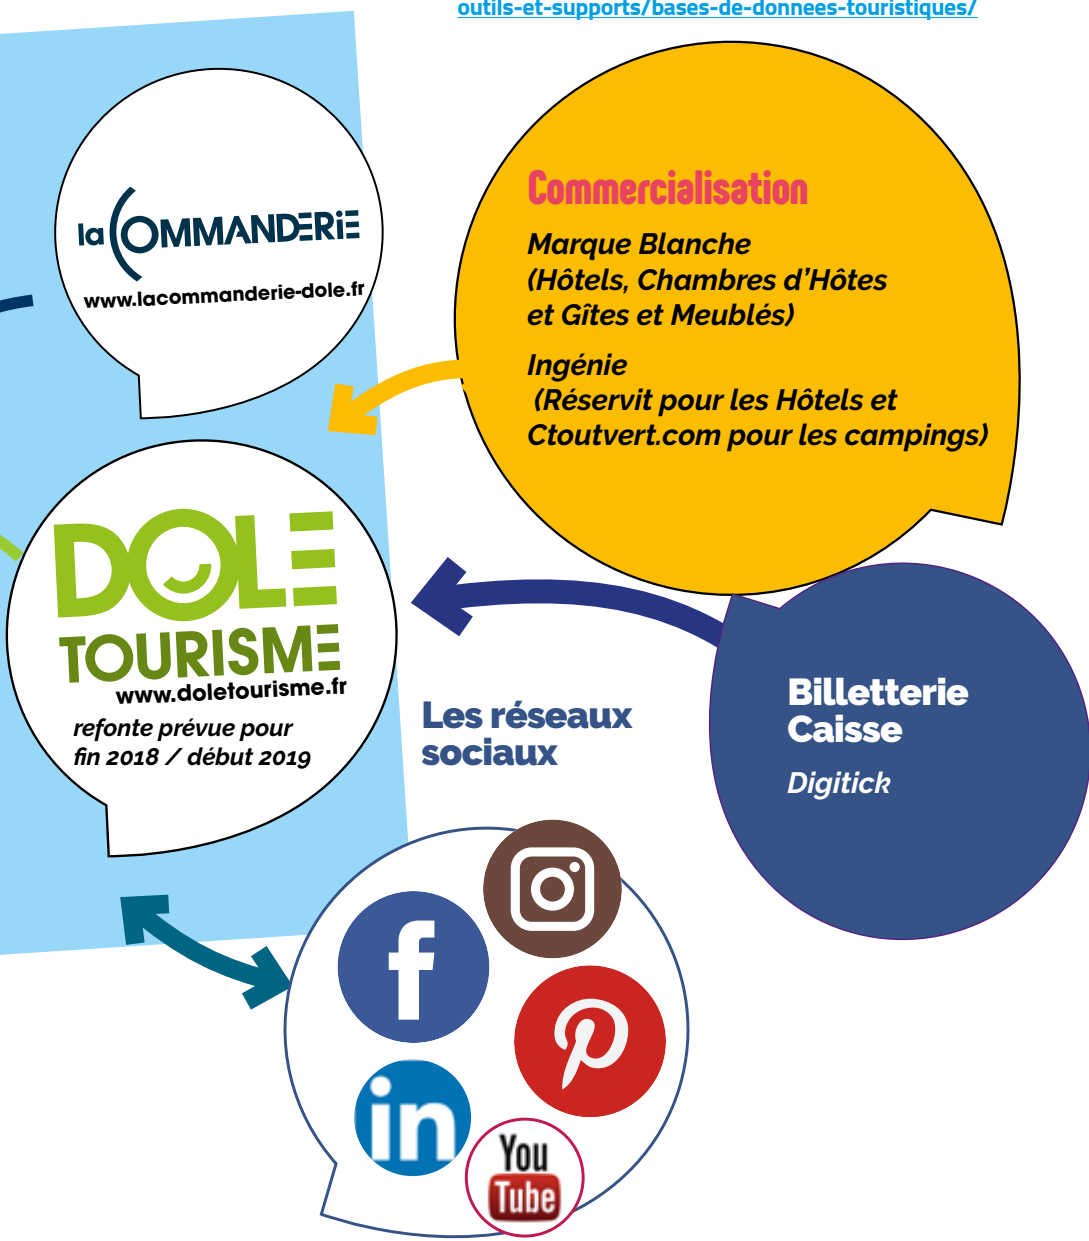 outils-et-supports/bases-de-donnees-touristiques/
la COMMANDERiE
www.lacommanderie-dole.fr
Commercialisation
Marque Blanche
(Hôtels, Chambres d'Hôtes
et Gîtes et Meublés)
Ingénie
(Réservit pour les Hôtels et
Ctoutvert.com pour les campings)
DOLE
TOURISME
www.doletourisme.fr
refonte prévue pour
fin 2018 / début 2019
Les réseaux
sociaux
Billetterie
Caisse
Digitick
f
in
You
Tube